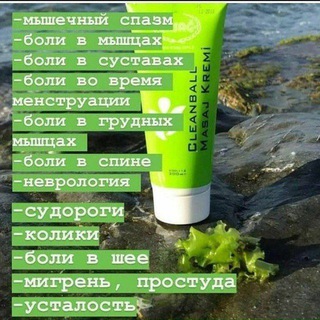 -мышечный спазм
-боли в мышцах
-боли в суставах
-боли во время
менструации
-боли в грудных
мышцах
-боли в спине
-неврология
-судороги
-колики
-боли в шее
-мигрень, простуда
-усталость
CLEANBALL
MASAJ KREMİ